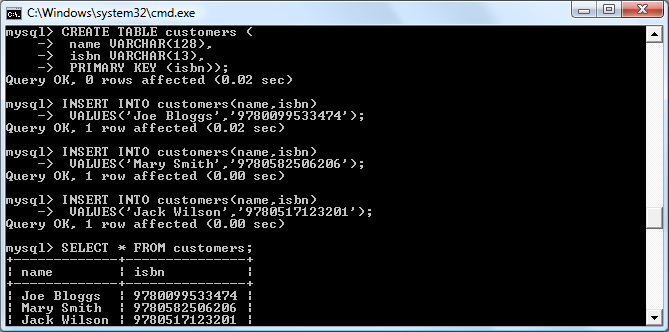 C:\Windows\system32\cmd.exe
mysql> CREATE TABLE customers (
    -> name VARCHAR(128),
    -> isbn VARCHAR(13),
    -> PRIMARY KEY (isbn));
Query OK, 0 rows affected (0.02 sec)
mysql> INSERT INTO customers(name,isbn)
    -> VALUES('Joe Bloggs','9780099533474');
Query OK, 1 row affected (0.02 sec)
mysql> INSERT INTO customers(name,isbn)
    -> VALUES('Mary Smith','9780582506206');
Query OK, 1 row affected (0.00 sec)
mysql> INSERT INTO customers(name,isbn)
    -> VALUES('Jack Wilson','9780517123201');
Query OK, 1 row affected (0.00 sec)
mysql> SELECT * FROM customers;
+-------------+---------------+
| name        | isbn          |
+-------------+---------------+
| Joe Bloggs  | 9780099533474 |
| Mary Smith  | 9780582506206 |
| Jack Wilson | 9780517123201 |